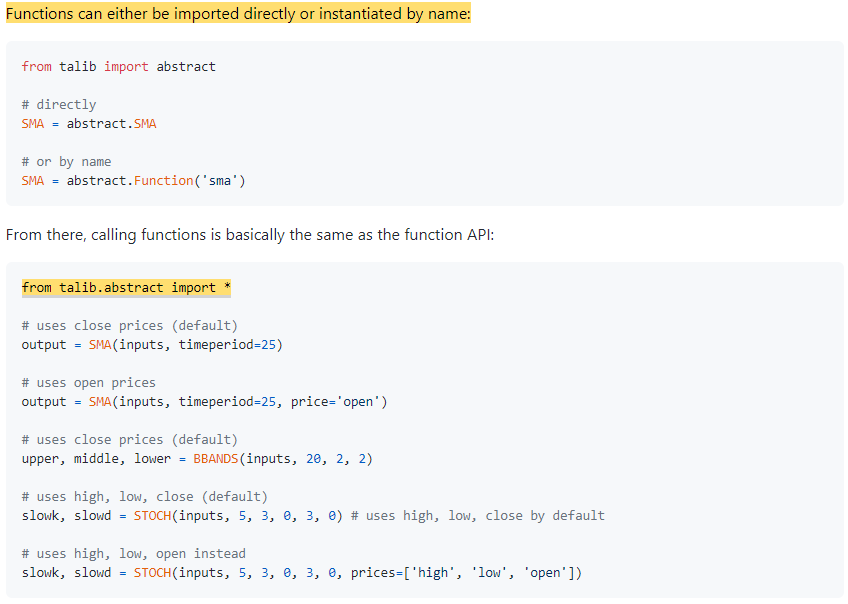 Functions can either be imported directly or instantiated by name:
from talib import abstract
# directly
SMA = abstract.SMA
# or by name
SMA = abstract.Function('sma')
From there, calling functions is basically the same as the function API:
from talib.abstract import *
# uses close prices (default)
output = SMA(inputs, timeperiod=25)
# uses open prices
output = SMA(inputs, timeperiod=25, price='open')
# uses close prices (default)
upper, middle, lower = BBANDS(inputs, 20, 2, 2)
# uses high, low, close (default)
slowk, slowd = STOCH(inputs, 5, 3, 0, 3, 0) # uses high, low, close by default
# uses high, low, open instead
slowk, slowd = STOCH(inputs, 5, 3, 0, 3, 0, prices=['high', 'low', 'open'])